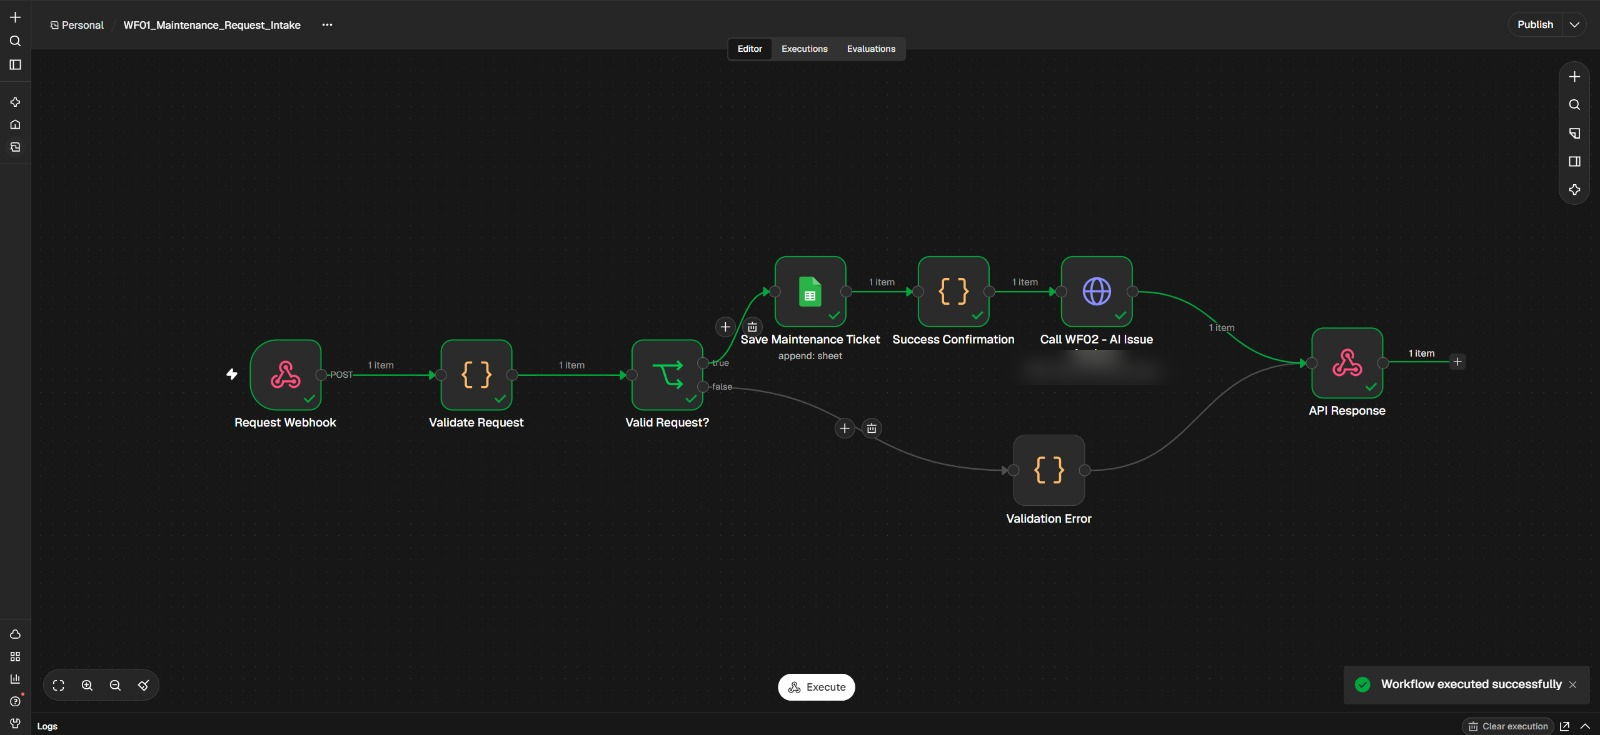 Personal / WF01_Maintenance_Request_Intake ...
Publish
Editor Executions Evaluations
1 item
1 item
Save Maintenance Ticket
append: sheet
Success Confirmation
Call WF02 - AI Issue
1 item
POST
1 item
1 item
true
false
1 item
Request Webhook
Validate Request
Valid Request?
API Response
Validation Error
Execute
Workflow executed successfully
Logs
Clear execution